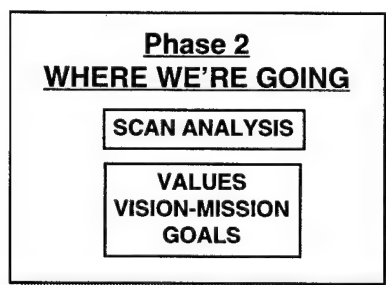 Phase 2
WHERE WE'RE GOING
SCAN ANALYSIS
VALUES
VISION-MISSION
GOALS